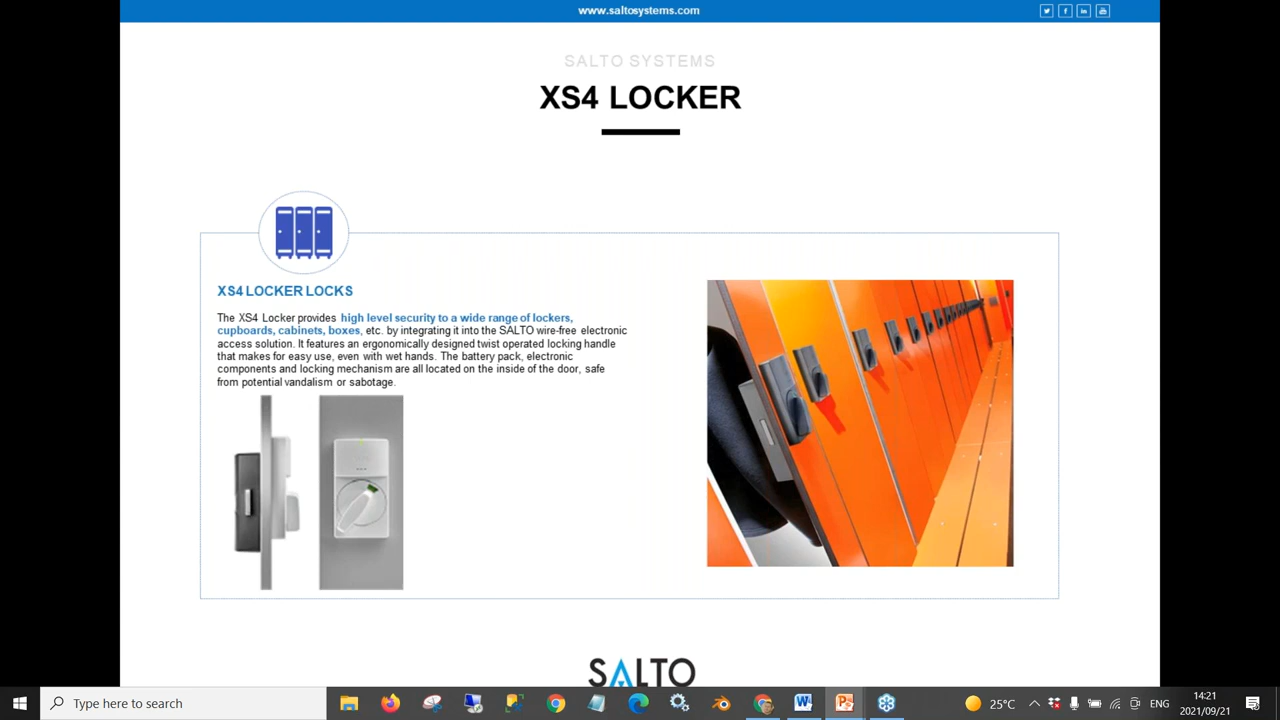 www.saltosystems.com
SALTO SYSTEMS
XS4 LOCKER
XS4 LOCKER LOCKS
The XS4 Locker provides high level security to a wide range of lockers,
cupboards, cabinets, boxes, etc. by integrating it into the SALTO wire-free electronic
access solution. It features an ergonomically designed twist operated locking handle
that makes for easy use, even with wet hands. The battery pack, electronic
components and locking mechanism are all located on the inside of the door, safe
from potential vandalism or sabotage.
SALTO
Type here to search
25°C
ENG
14:21
2021/09/21